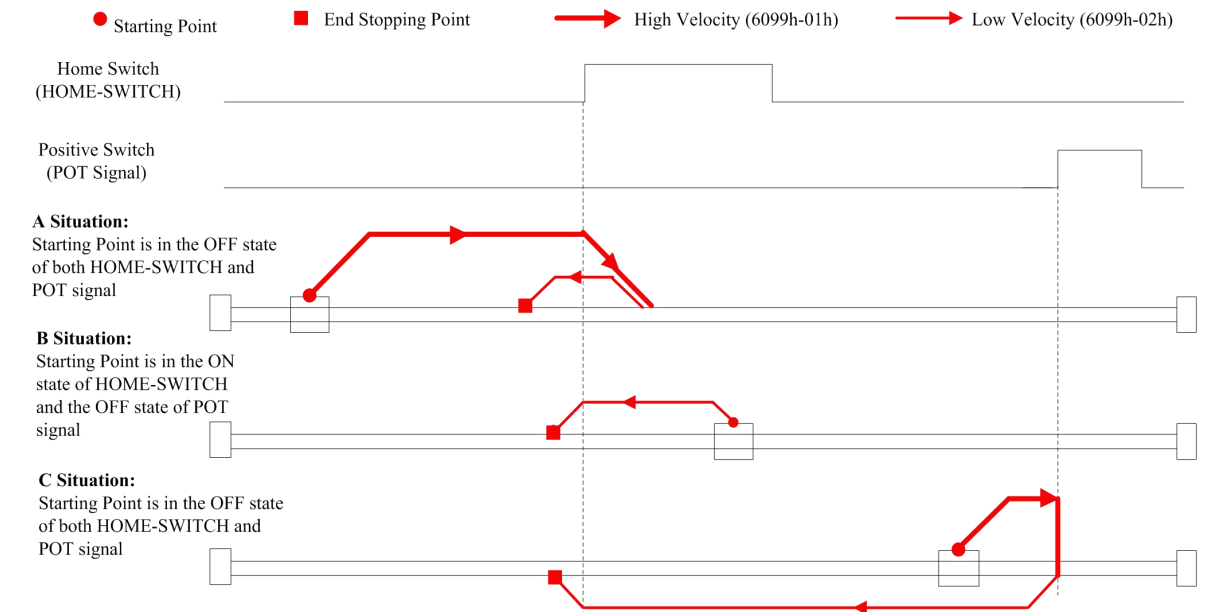 Starting Point
End Stopping Point
High Velocity (6099h-01h)
Low Velocity (6099h-02h)
Home Switch
(HOME-SWITCH)
Positive Switch
(POT Signal)
A Situation:
Starting Point is in the OFF state
of both HOME-SWITCH and
POT signal
B Situation:
Starting Point is in the ON
state of HOME-SWITCH
and the OFF state of POT
signal
C Situation:
Starting Point is in the OFF state
of both HOME-SWITCH and
POT signal